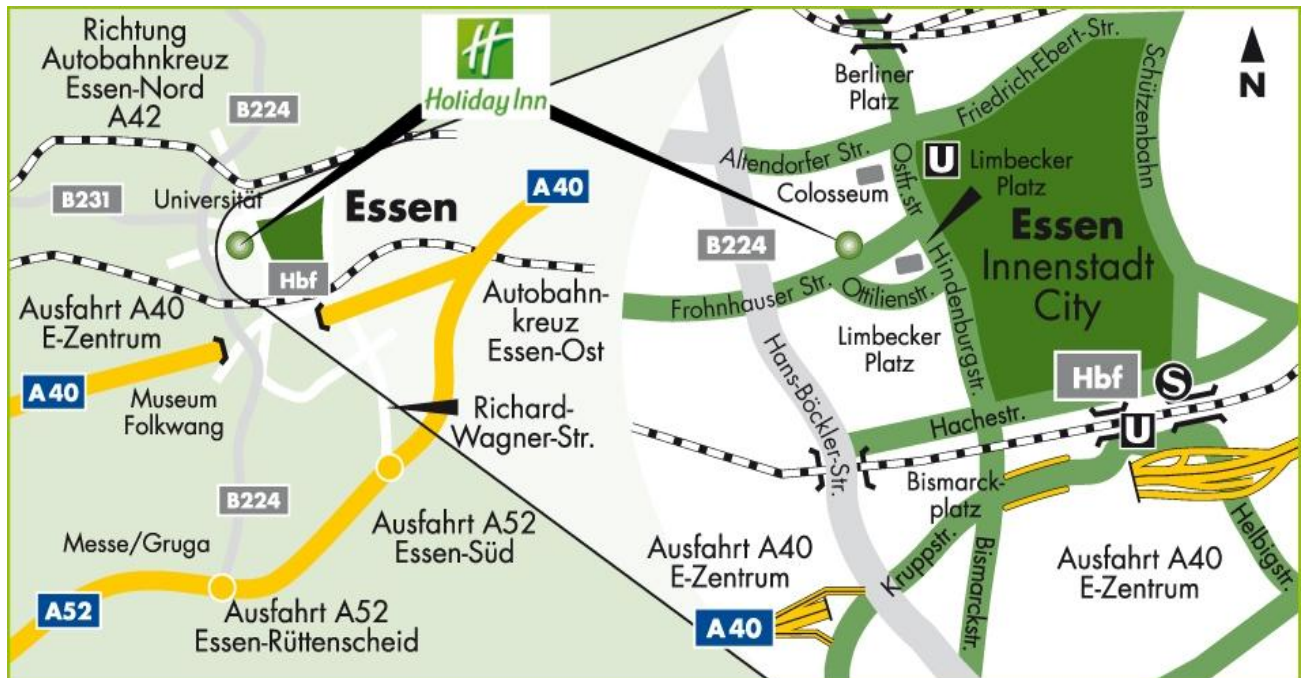 Richtung
Autobahnkreuz
Essen-Nord
A42
B224
H
Holiday Inn
B231
Universität
Essen
A40
Hbf
Ausfahrt A40
E-Zentrum
Autobahn-
kreuz
Essen-Ost
A40
Museum
Folkwang
Richard-
Wagner-Str.
B224
Messe/Gruga
Ausfahrt A52
Essen-Süd
A52
Ausfahrt A52
Essen-Rüttenscheid
Berliner
Platz
Friedrich-Ebert-Str.
Schützenbahn
N
Altendorfer Str.
Ostfr.str
U
Limbecker
Platz
Colosseum
B224
Essen
Innenstadt
City
Frohnhauser Str.
Ottilienstr.
Hindenburgstr.
Limbecker
Platz
Hans-Böckler-Str.
Hbf
S
Hachestr.
U
Bismarck-
platz
Ausfahrt A40
E-Zentrum
Kruppstr.
Bismarckstr.
Helbigstr.
Ausfahrt A40
E-Zentrum
A40